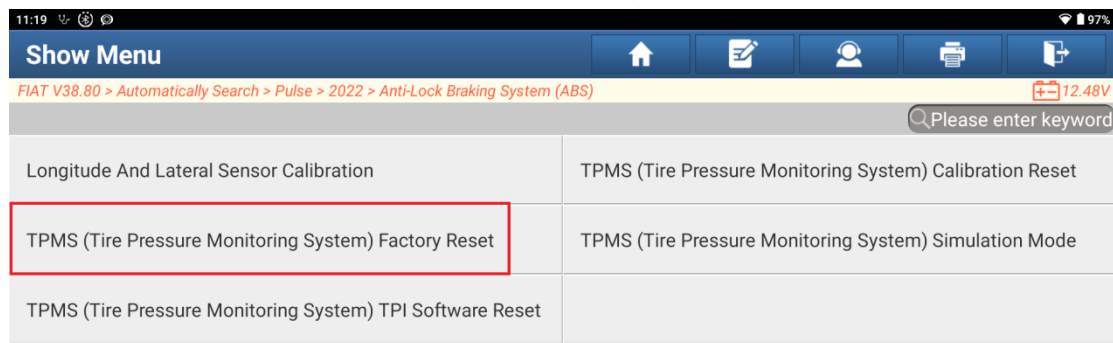 11:19 97%
Show Menu
FIAT V38.80 > Automatically Search > Pulse > 2022 > Anti-Lock Braking System (ABS) 12.48V
Please enter keyword
Longitude And Lateral Sensor Calibration
TPMS (Tire Pressure Monitoring System) Calibration Reset
TPMS (Tire Pressure Monitoring System) Factory Reset
TPMS (Tire Pressure Monitoring System) Simulation Mode
TPMS (Tire Pressure Monitoring System) TPI Software Reset